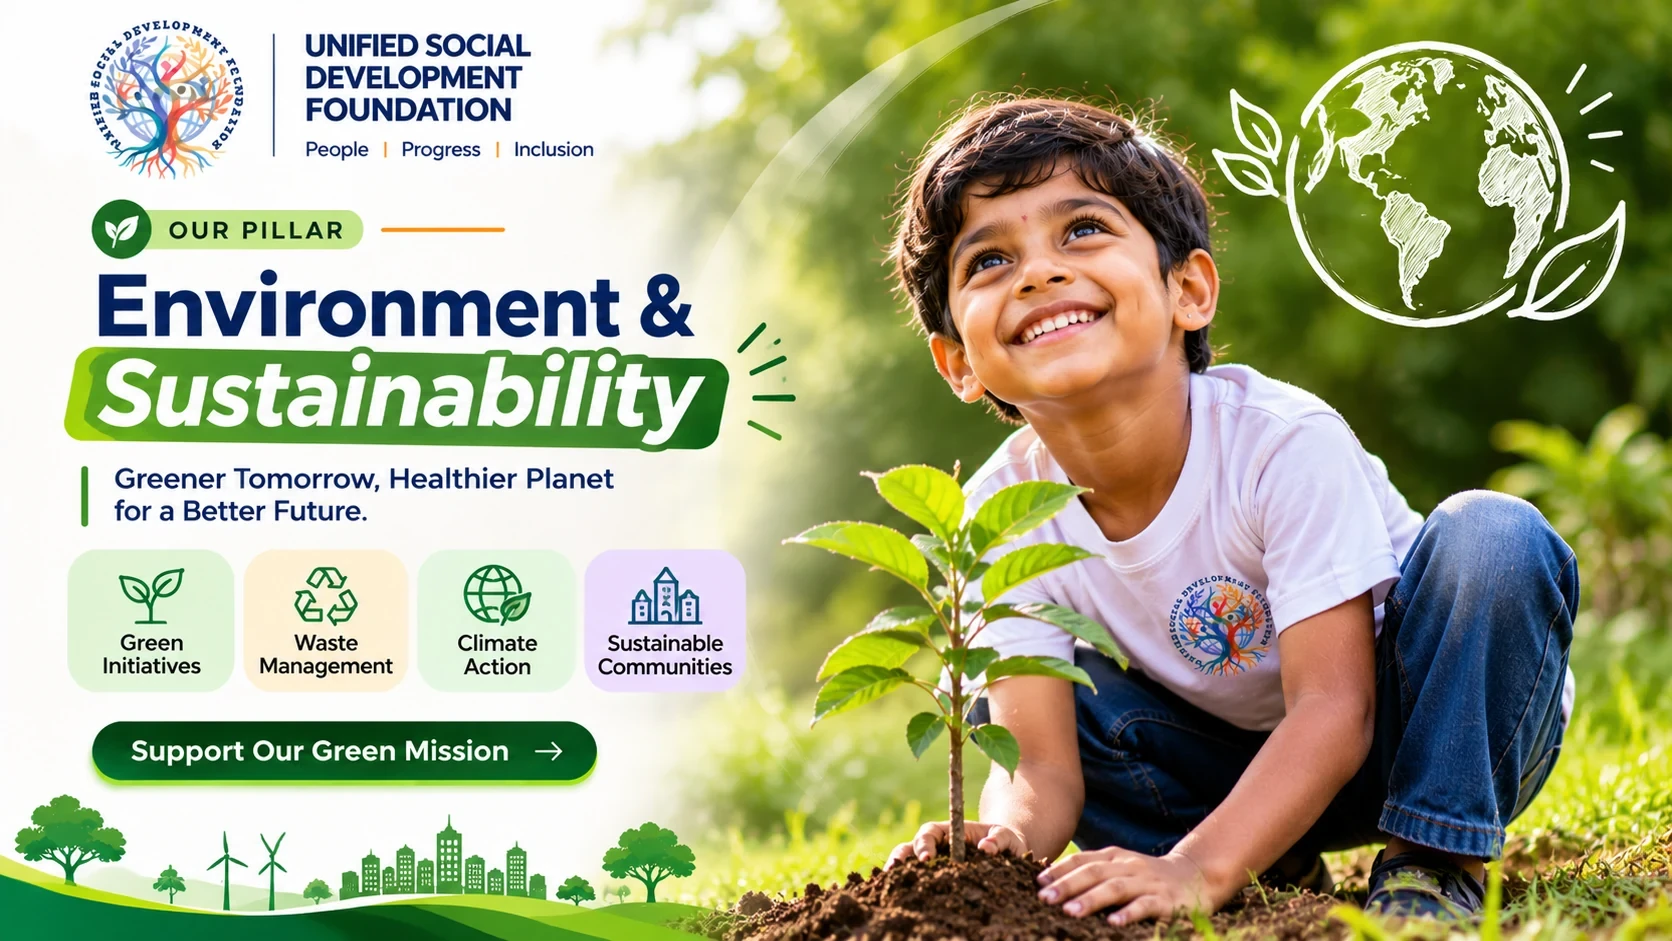 UNIFIED SOCIAL
DEVELOPMENT
FOUNDATION
People | Progress | Inclusion
OUR PILLAR
Environment &
Sustainability
Greener Tomorrow, Healthier Planet
for a Better Future.
Green
Initiatives
Waste
Management
Climate
Action
Sustainable
Communities
Support Our Green Mission